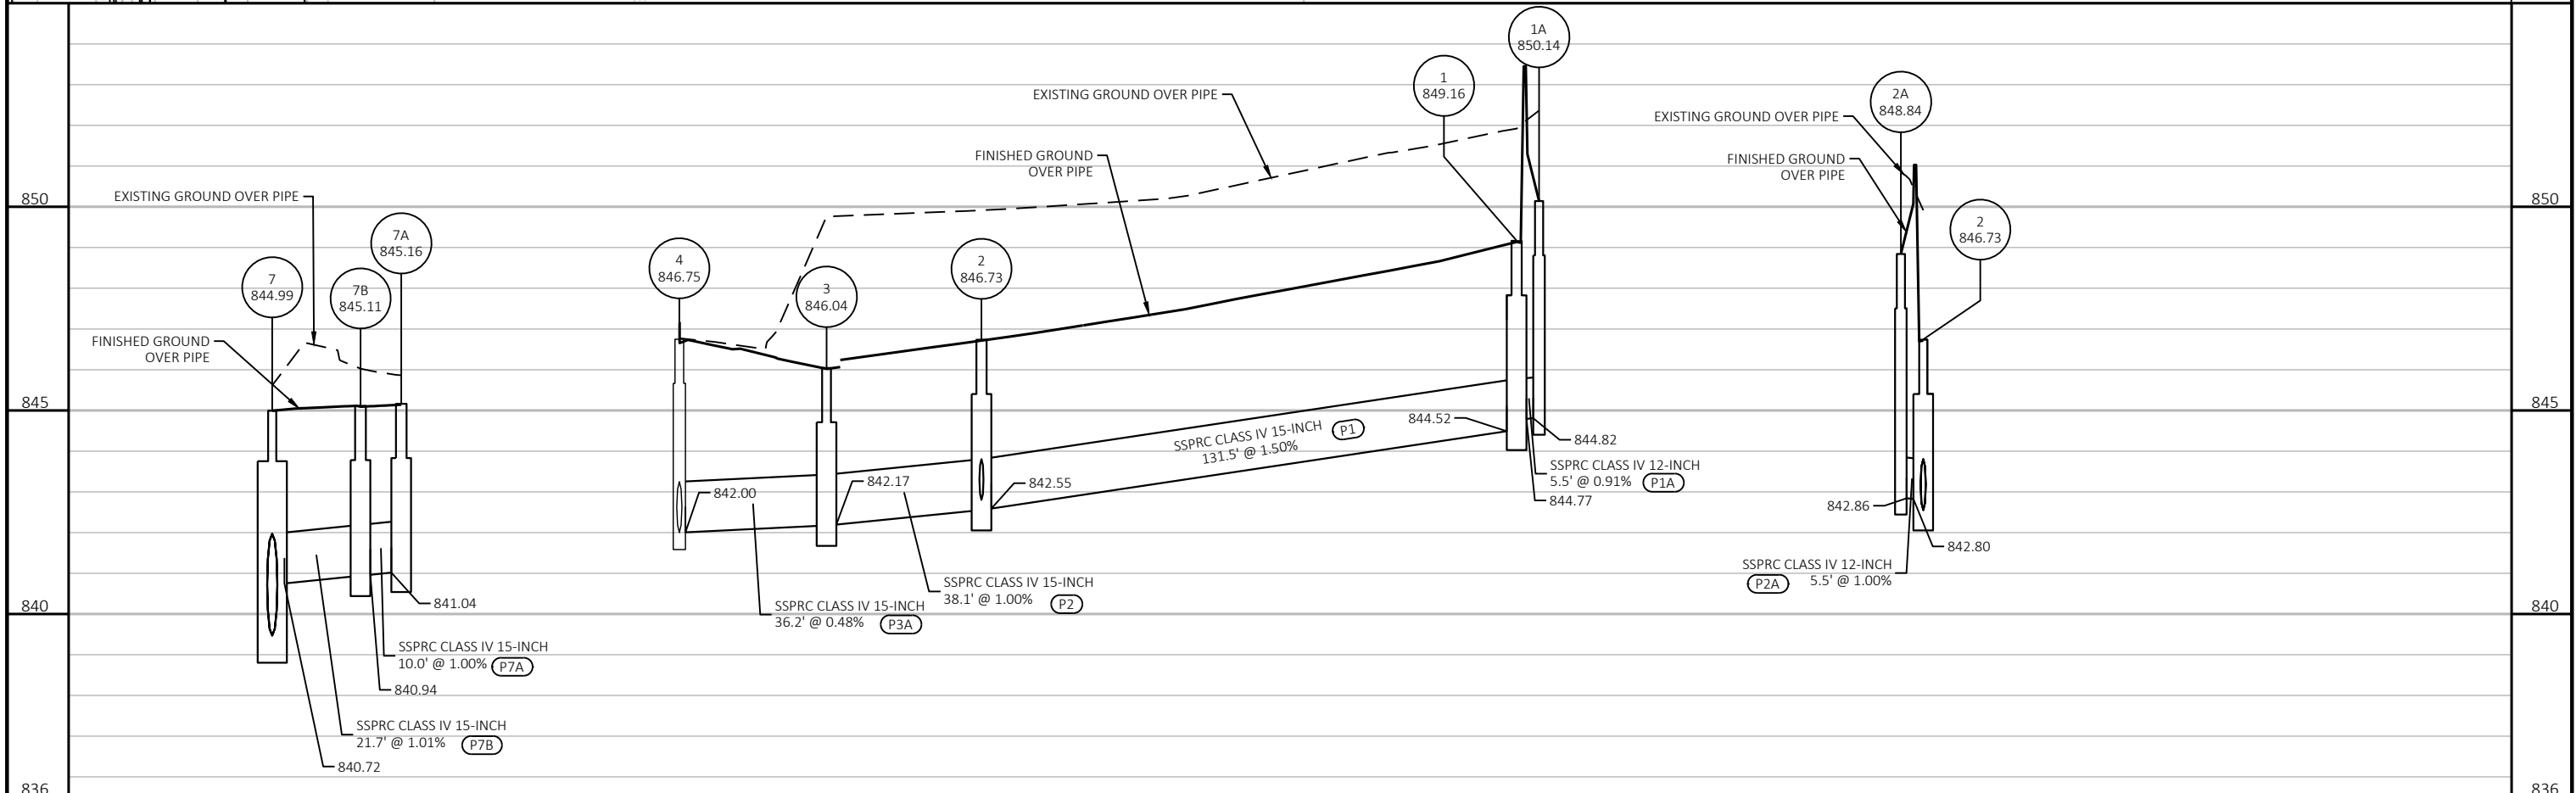 1A
850.14
1
849.16
2A
848.84
EXISTING GROUND OVER PIPE
EXISTING GROUND OVER PIPE
FINISHED GROUND
OVER PIPE
FINISHED GROUND
OVER PIPE
850
EXISTING GROUND OVER PIPE
850
7A
845.16
2
846.73
4
846.75
2
846.73
7
844.99
7B
845.11
3
846.04
FINISHED GROUND
OVER PIPE
845
845
SSPRC CLASS IV 15-INCH
131.5' @ 1.50%
P1
844.52
844.82
SSPRC CLASS IV 12-INCH
5.5' @ 0.91%
P1A
844.77
842.00
842.17
842.55
842.86
842.80
SSPRC CLASS IV 12-INCH
P2A
5.5' @ 1.00%
SSPRC CLASS IV 15-INCH
38.1' @ 1.00%
P2
SSPRC CLASS IV 15-INCH
36.2' @ 0.48%
P3A
840
841.04
840
SSPRC CLASS IV 15-INCH
10.0' @ 1.00%
P7A
840.94
SSPRC CLASS IV 15-INCH
21.7' @ 1.01%
P7B
840.72
836
836